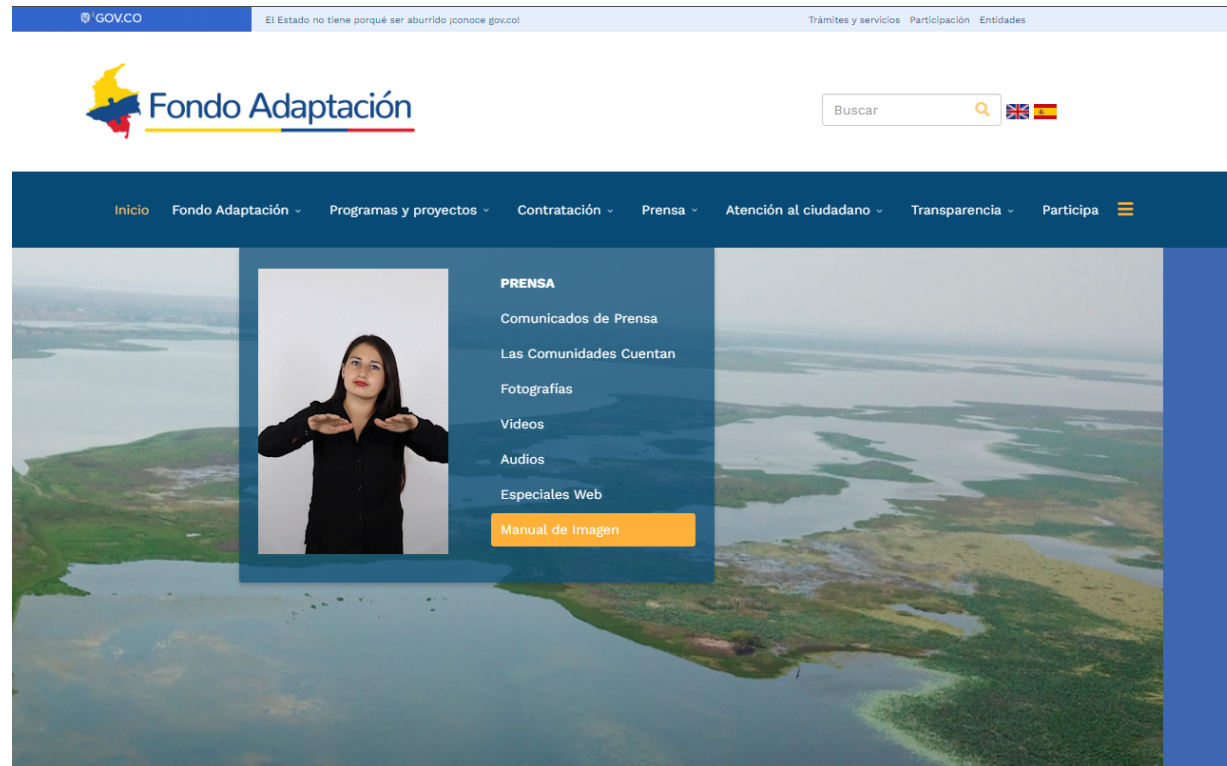 GOV.CO
El Estado no tiene porqué ser aburrido ¡conoce gov.co!
Trámites y servicios Participación Entidades
Fondo Adaptación
Buscar
Inicio Fondo Adaptación Programas y proyectos Contratación Prensa Atención al ciudadano Transparencia Participa
PRENSA
Comunicados de Prensa
Las Comunidades Cuentan
Fotografías
Videos
Audios
Especiales Web
Manual de Imagen